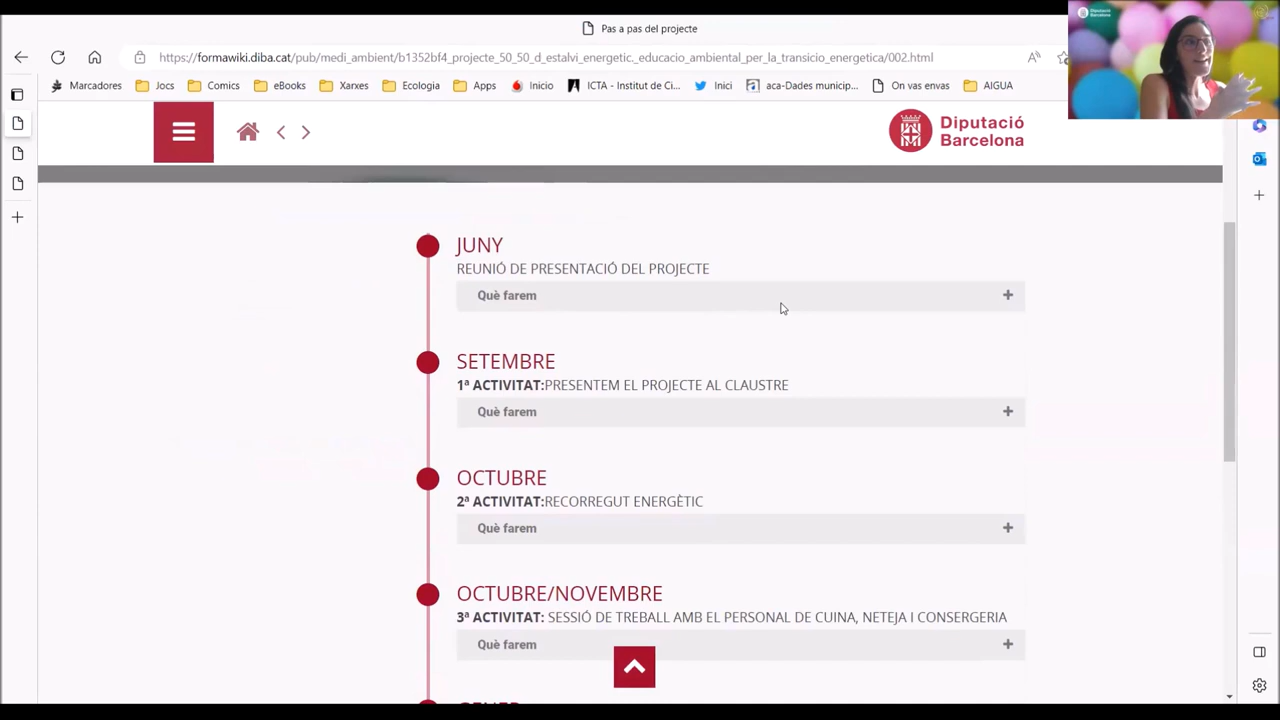 Pas a pas del projecte
https://formawiki.diba.cat/pub/medi_ambient/b1352bf4_projecte_50_50_d_estalvi_energetic._educacio_ambiental_per_la_transicio_energetica/002.html
Marcadores Jocs Comics eBooks Xarxes Ecologia Apps Inicio ICTA - Institut de Ci... Inici aca-Dades municip... On vas envas AIGUA
Diputació
Barcelona
Diputació
Barcelona
JUNY
REUNIÓ DE PRESENTACIÓ DEL PROJECTE
Què farem
SETEMBRE
1ª ACTIVITAT:PRESENTEM EL PROJECTE AL CLAUSTRE
Què farem
OCTUBRE
2ª ACTIVITAT:RECORREGUT ENERGÈTIC
Què farem
OCTUBRE/NOVEMBRE
3ª ACTIVITAT: SESSIÓ DE TREBALL AMB EL PERSONAL DE CUINA, NETEJA I CONSERGERIA
Què farem